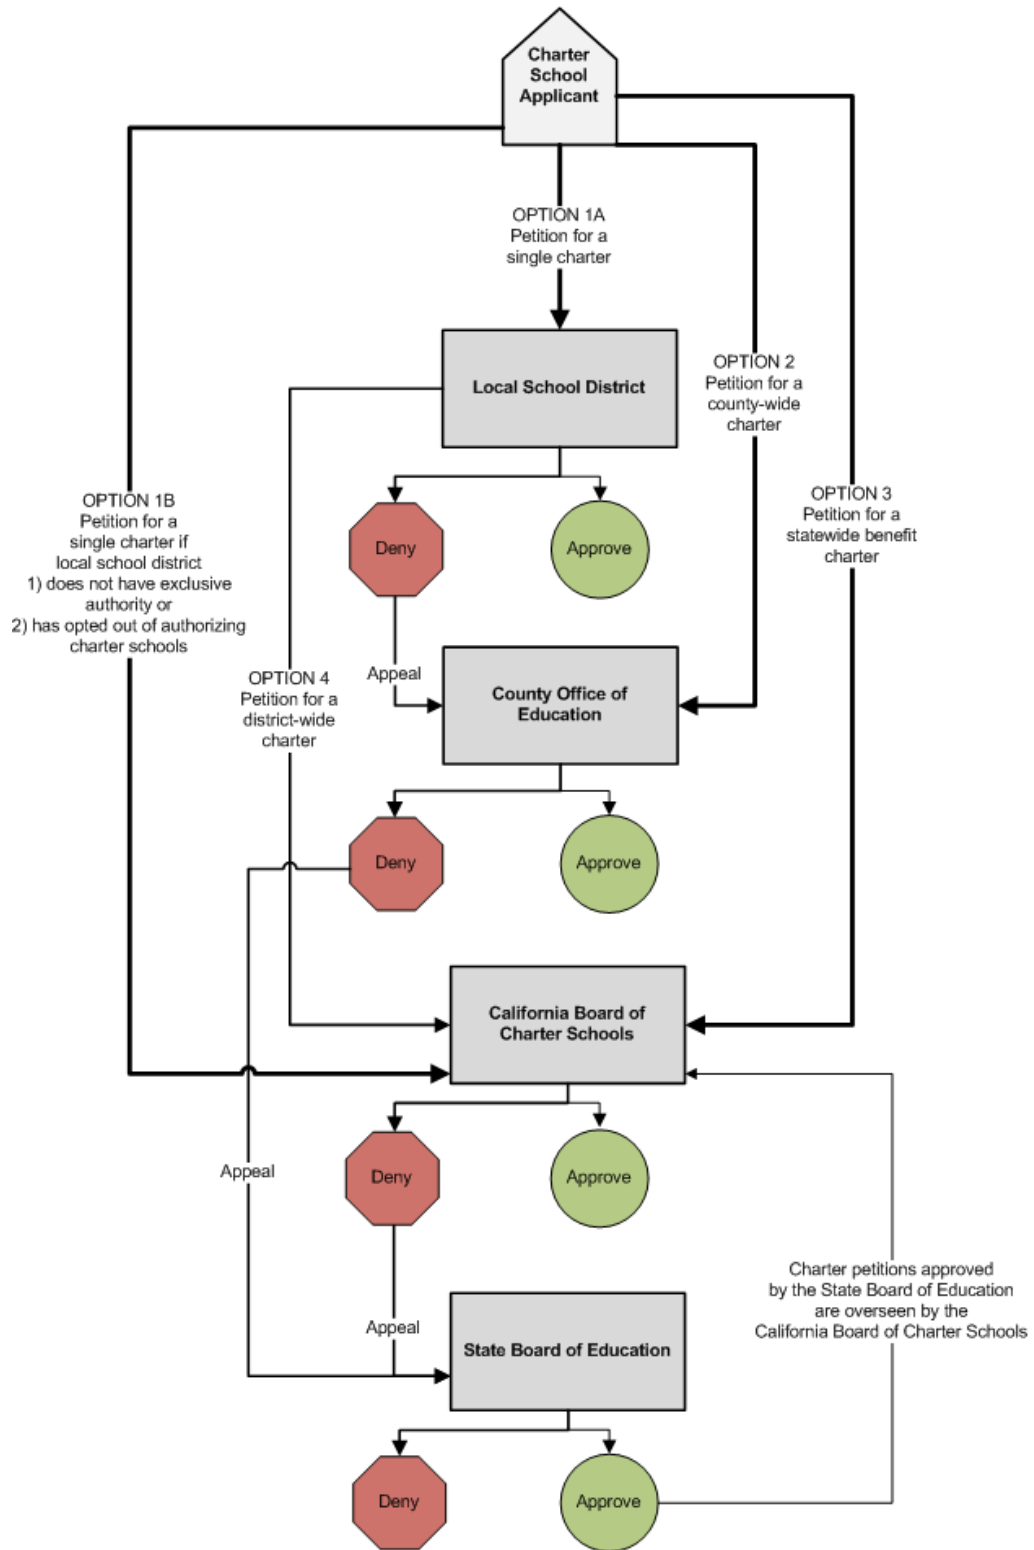 Charter
School
Applicant
OPTION 1A
Petition for a
single charter
Local School District
OPTION 2
Petition for a
county-wide
charter
OPTION 3
Petition for a
statewide benefit
charter
OPTION 1B
Petition for a
single charter if
local school district
1) does not have exclusive
authority or
2) has opted out of authorizing
charter schools
Deny
Approve
OPTION 4
Petition for a
district-wide
charter
Appeal
County Office of
Education
Deny
Approve
California Board of
Charter Schools
Appeal
Deny
Approve
Appeal
State Board of Education
Charter petitions approved
by the State Board of Education
are overseen by the
California Board of Charter Schools
Deny
Approve